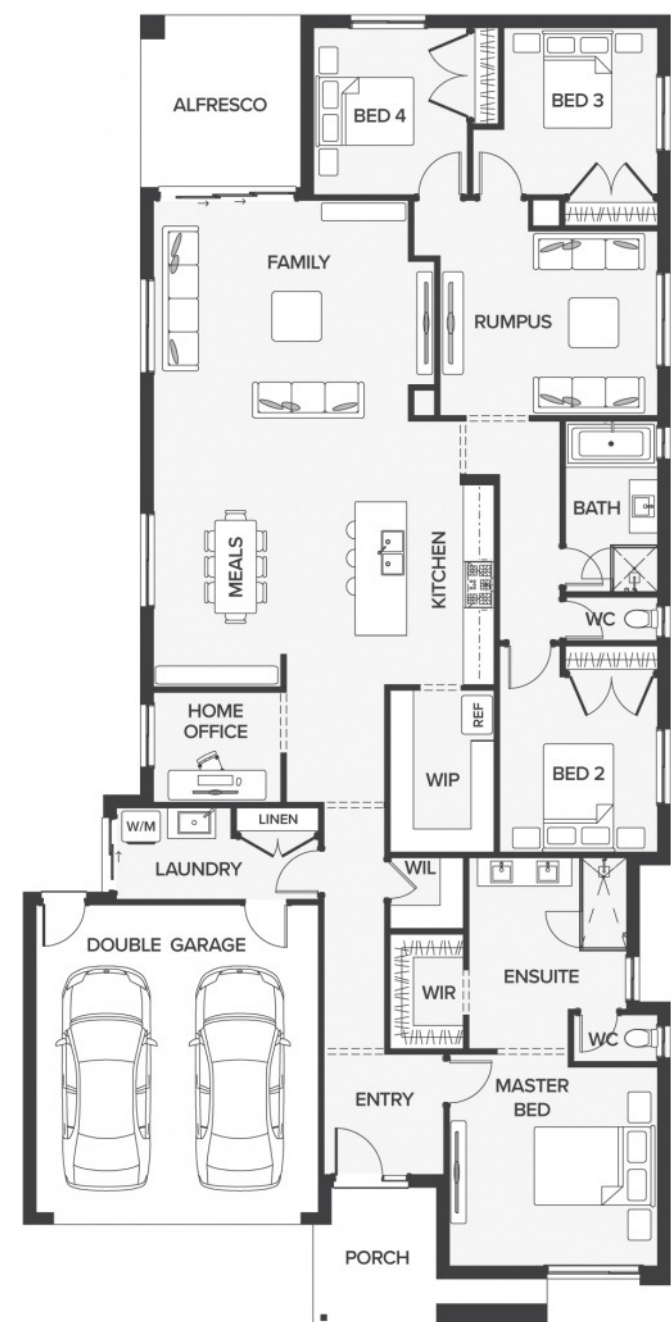 ALFRESCO
BED 4
BED 3
FAMILY
RUMPUS
MEALS
KITCHEN
BATH
WC
HOME
OFFICE
REF
WIP
BED 2
W/M
LINEN
LAUNDRY
WIL
DOUBLE GARAGE
WIR
ENSUITE
WC
ENTRY
MASTER
BED
PORCH